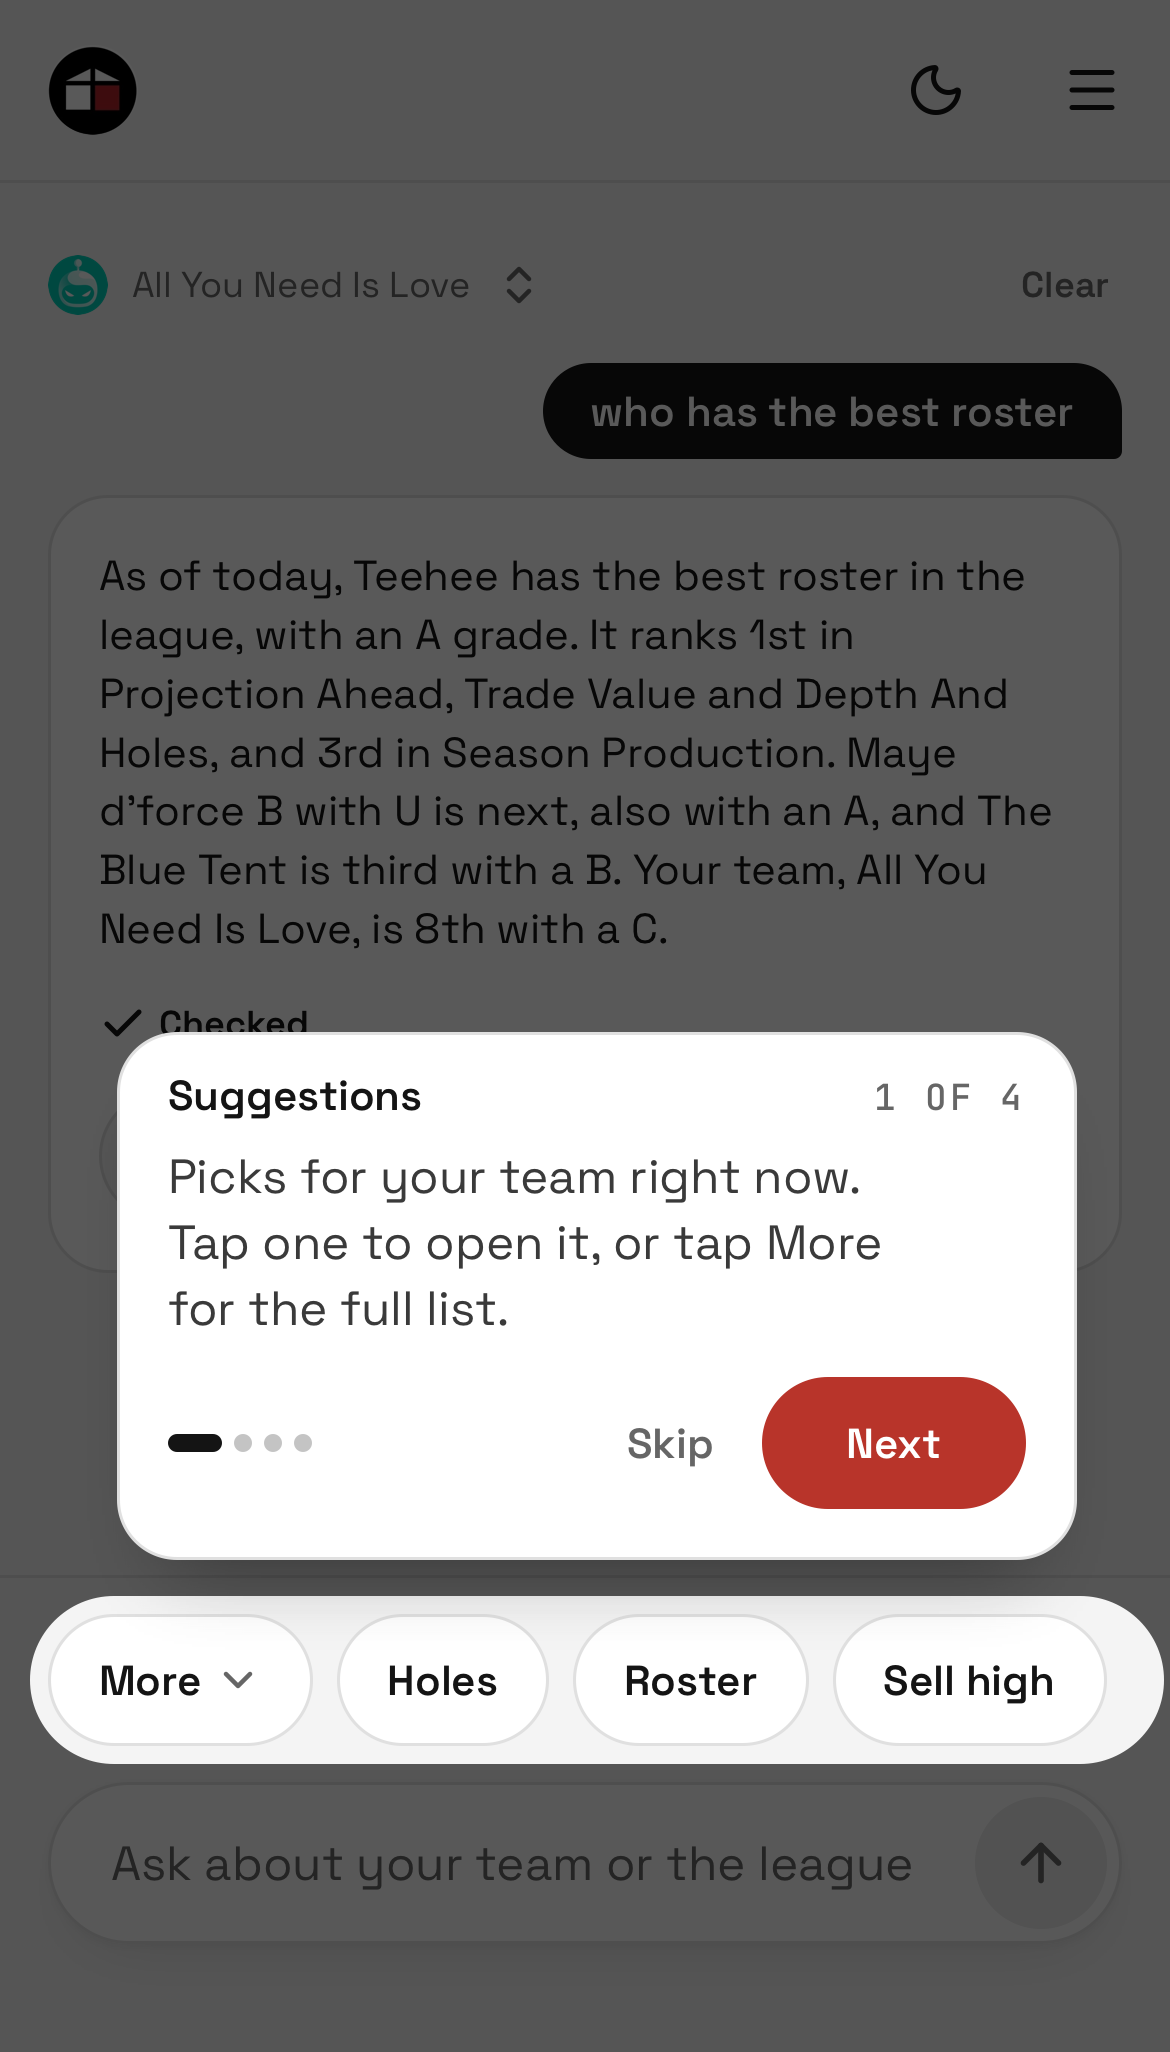 All You Need Is Love
Clear
who has the best roster
As of today, Teehee has the best roster in the
league, with an A grade. It ranks 1st in
Projection Ahead, Trade Value and Depth And
Holes, and 3rd in Season Production. Maye
d’force B with U is next, also with an A, and The
Blue Tent is third with a B. Your team, All You
Need Is Love, is 8th with a C.
Checked
Suggestions
1 OF 4
Picks for your team right now.
Tap one to open it, or tap More
for the full list.
Skip
Next
More
Holes
Roster
Sell high
Ask about your team or the league